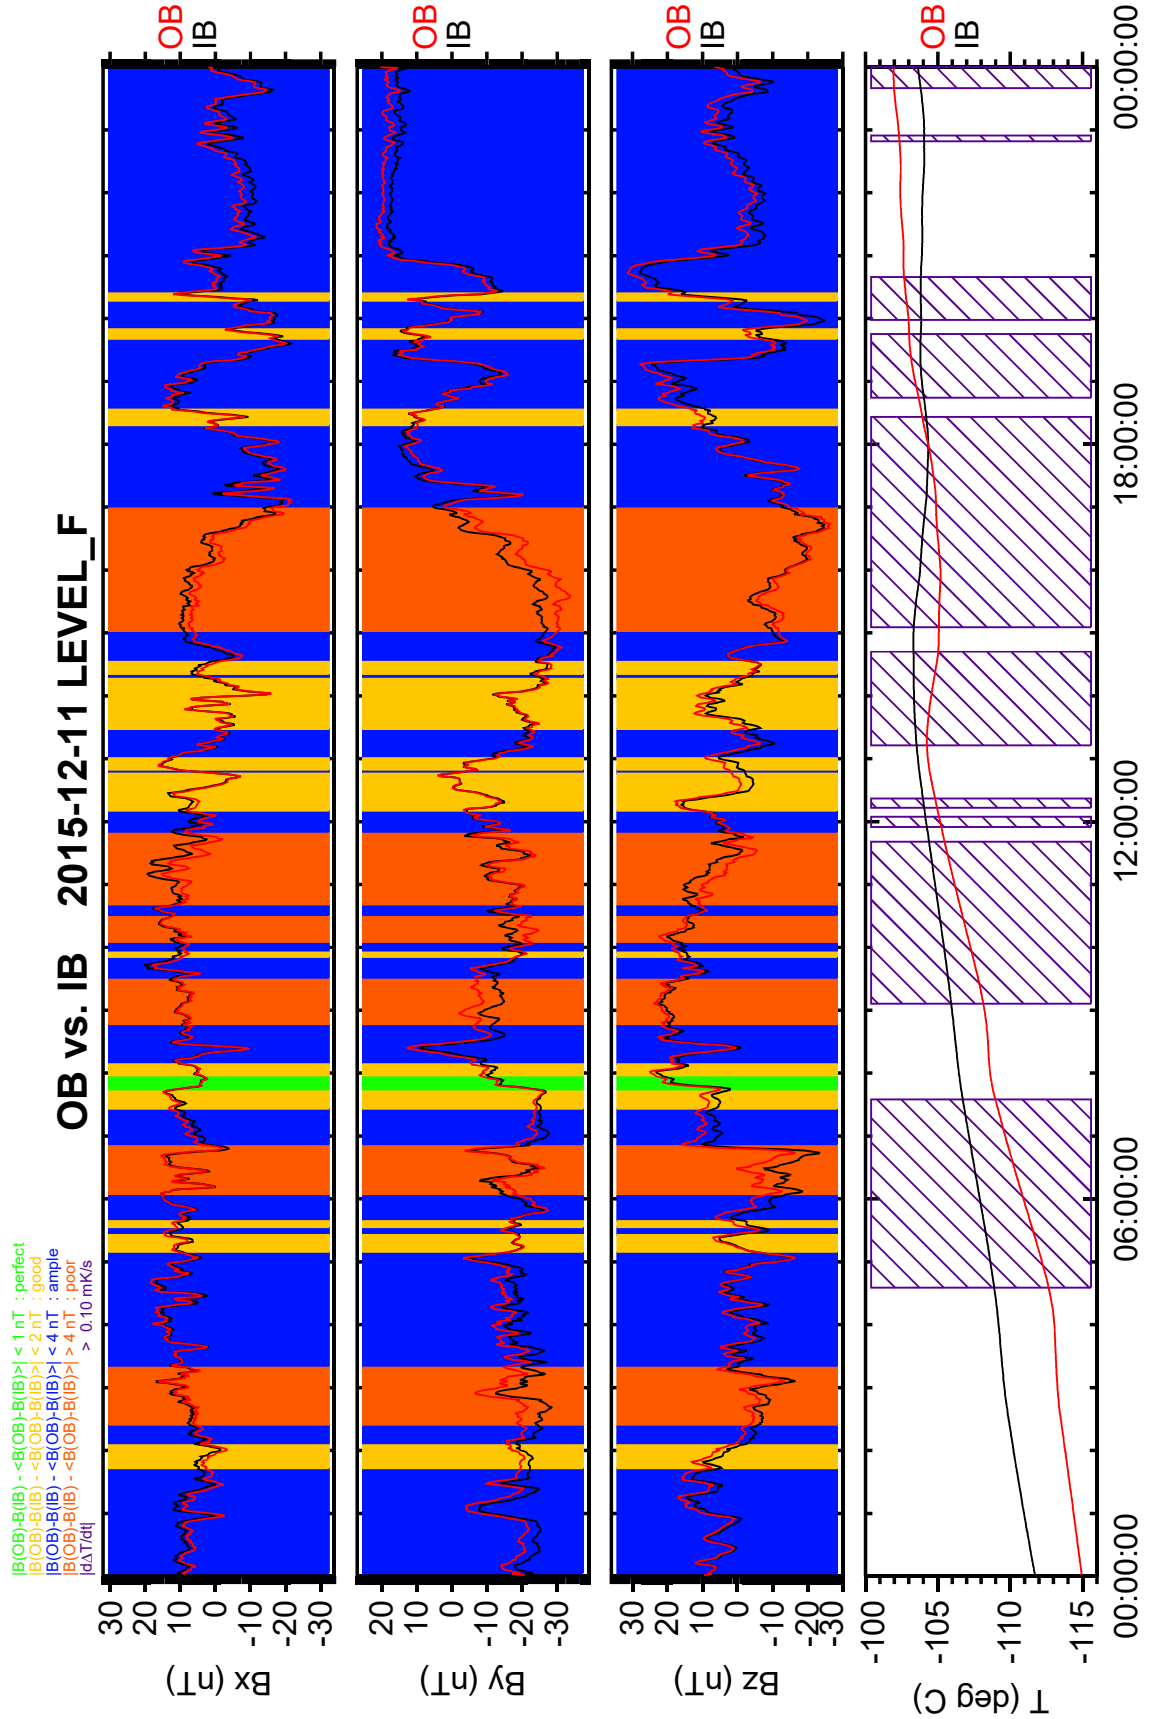 OB vs. IB 2015-12-11 LEVEL_F
|B(OB)-B(IB) - <B(OB)-B(IB)>| < 1 nT : perfect
|B(OB)-B(IB) - <B(OB)-B(IB)>| < 2 nT : good
|B(OB)-B(IB) - <B(OB)-B(IB)>| < 4 nT : ample
|B(OB)-B(IB) - <B(OB)-B(IB)>| > 4 nT : poor
|dΔT/dt| > 0.10 mK/s
Bx (nT)
30
20
10
0
-10
-20
-30
OB
IB
By (nT)
20
10
0
-10
-20
-30
OB
IB
Bz (nT)
30
20
10
0
-10
-20
-30
OB
IB
T (deg C)
-100
-105
-110
-115
OB
IB
00:00:00
06:00:00
12:00:00
18:00:00
00:00:00